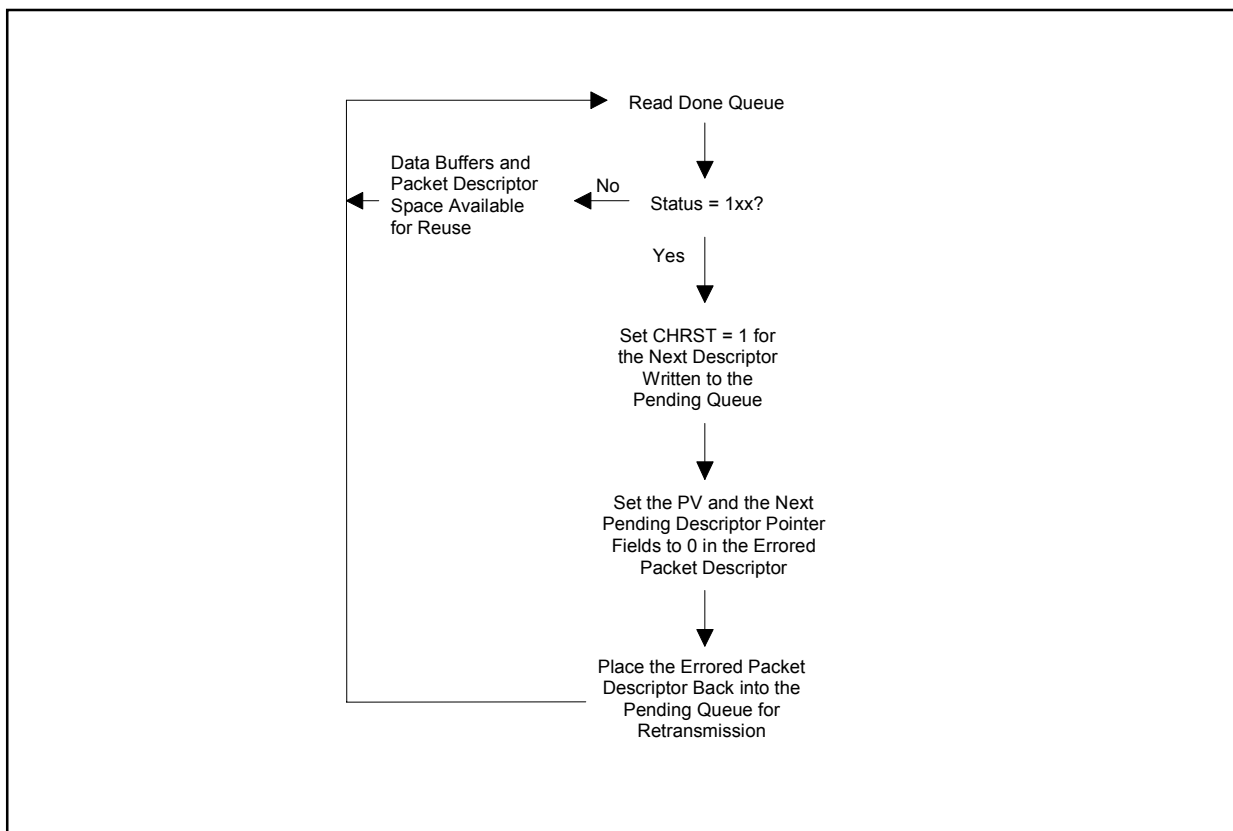 Read Done Queue
Data Buffers and
Packet Descriptor
Space Available
for Reuse
No
Status = 1xx?
Yes
Set CHRST = 1 for
the Next Descriptor
Written to the
Pending Queue
Set the PV and the Next
Pending Descriptor Pointer
Fields to 0 in the Errored
Packet Descriptor
Place the Errored Packet
Descriptor Back into the
Pending Queue for
Retransmission